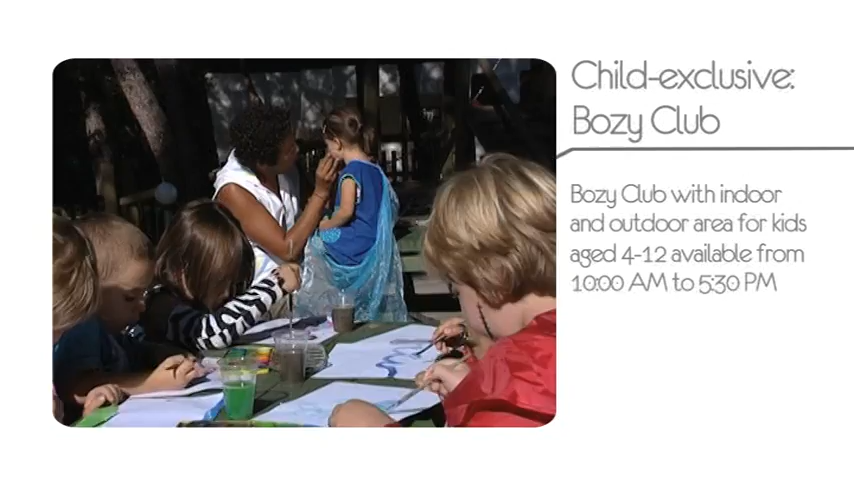 Child-exclusive:
Bozy Club
Bozy Club with indoor
and outdoor area for kids
aged 4-12 available from
10:00 AM to 5:30 PM